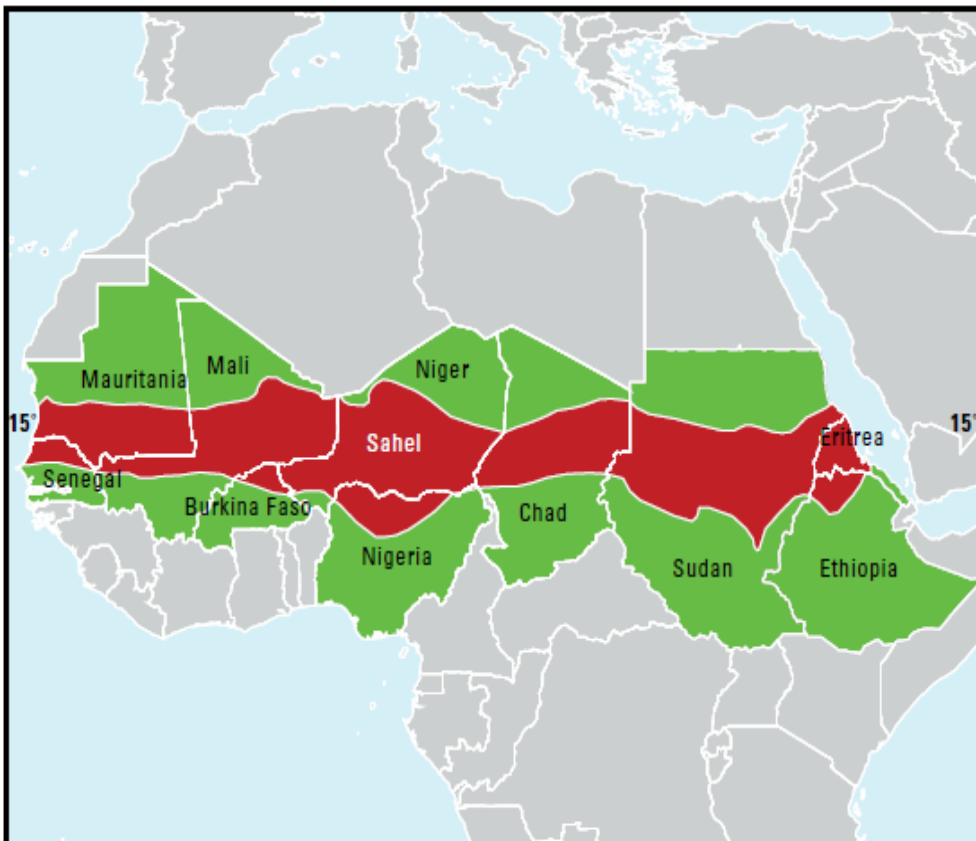 Mali
Niger
Mauritania
15°
15°
Eritrea
Sahel
Senegal
Burkina Faso
Chad
Nigeria
Sudan
Ethiopia